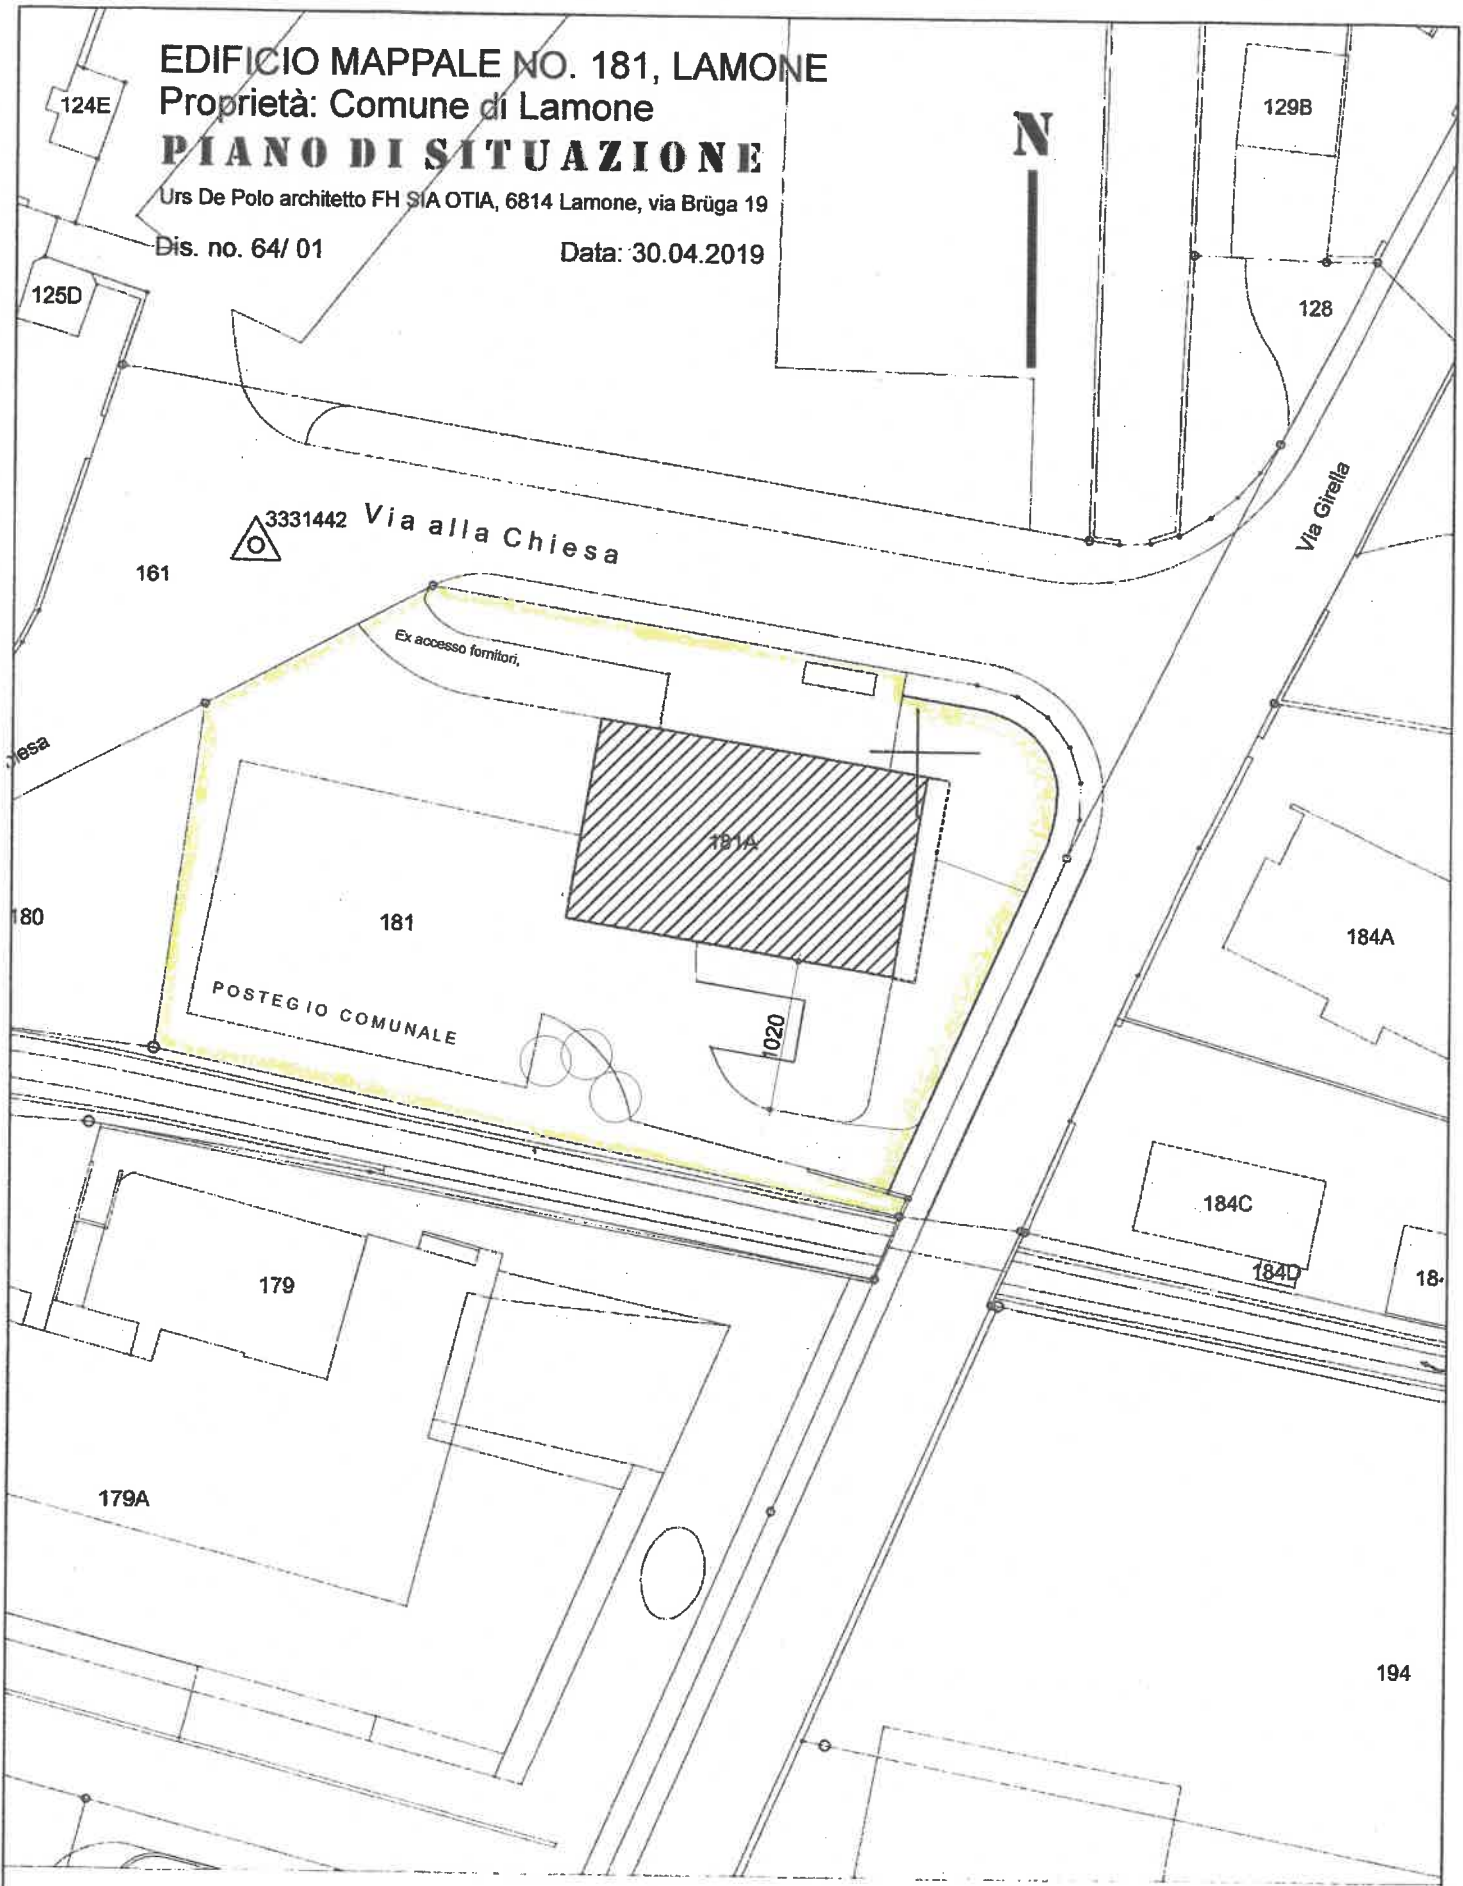 EDIFICIO MAPPALE NO. 181, LAMONE
Proprietà: Comune di Lamone
PIANO DI SITUAZIONE
Urs De Polo architetto FH SIA OTIA, 6814 Lamone, via Brüga 19
Dis. no. 64/ 01 Data: 30.04.2019
N
124E
129B
125D
128
Via Girella
3331442
Via alla Chiesa
161
Ex accesso fornitori,
iesa
181A
180
181
184A
POSTEGIO COMUNALE
1020
184C
184D
179
179A
194